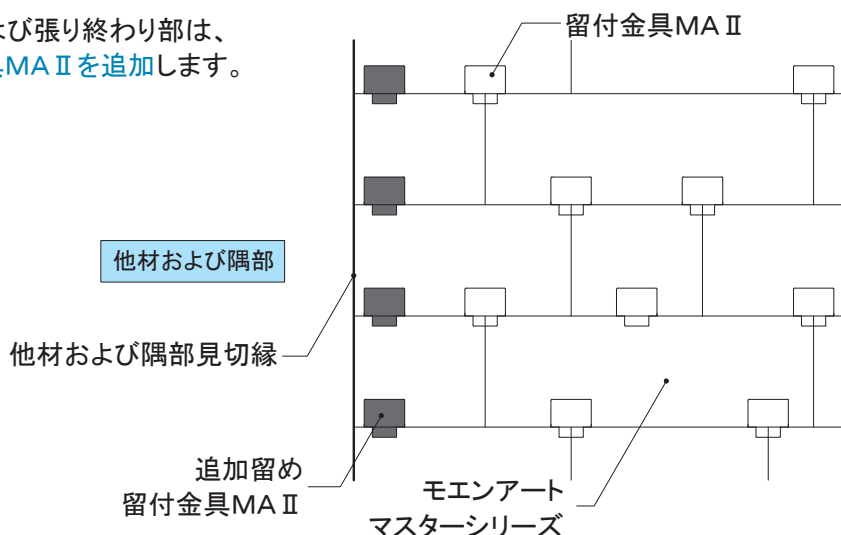 び張り終わり部は、
MAⅡを追加します。
留付金具MAⅡ
他材および隅部
他材および隅部見切縁
追加留め
留付金具MAⅡ
モエンアート
マスターシリーズ